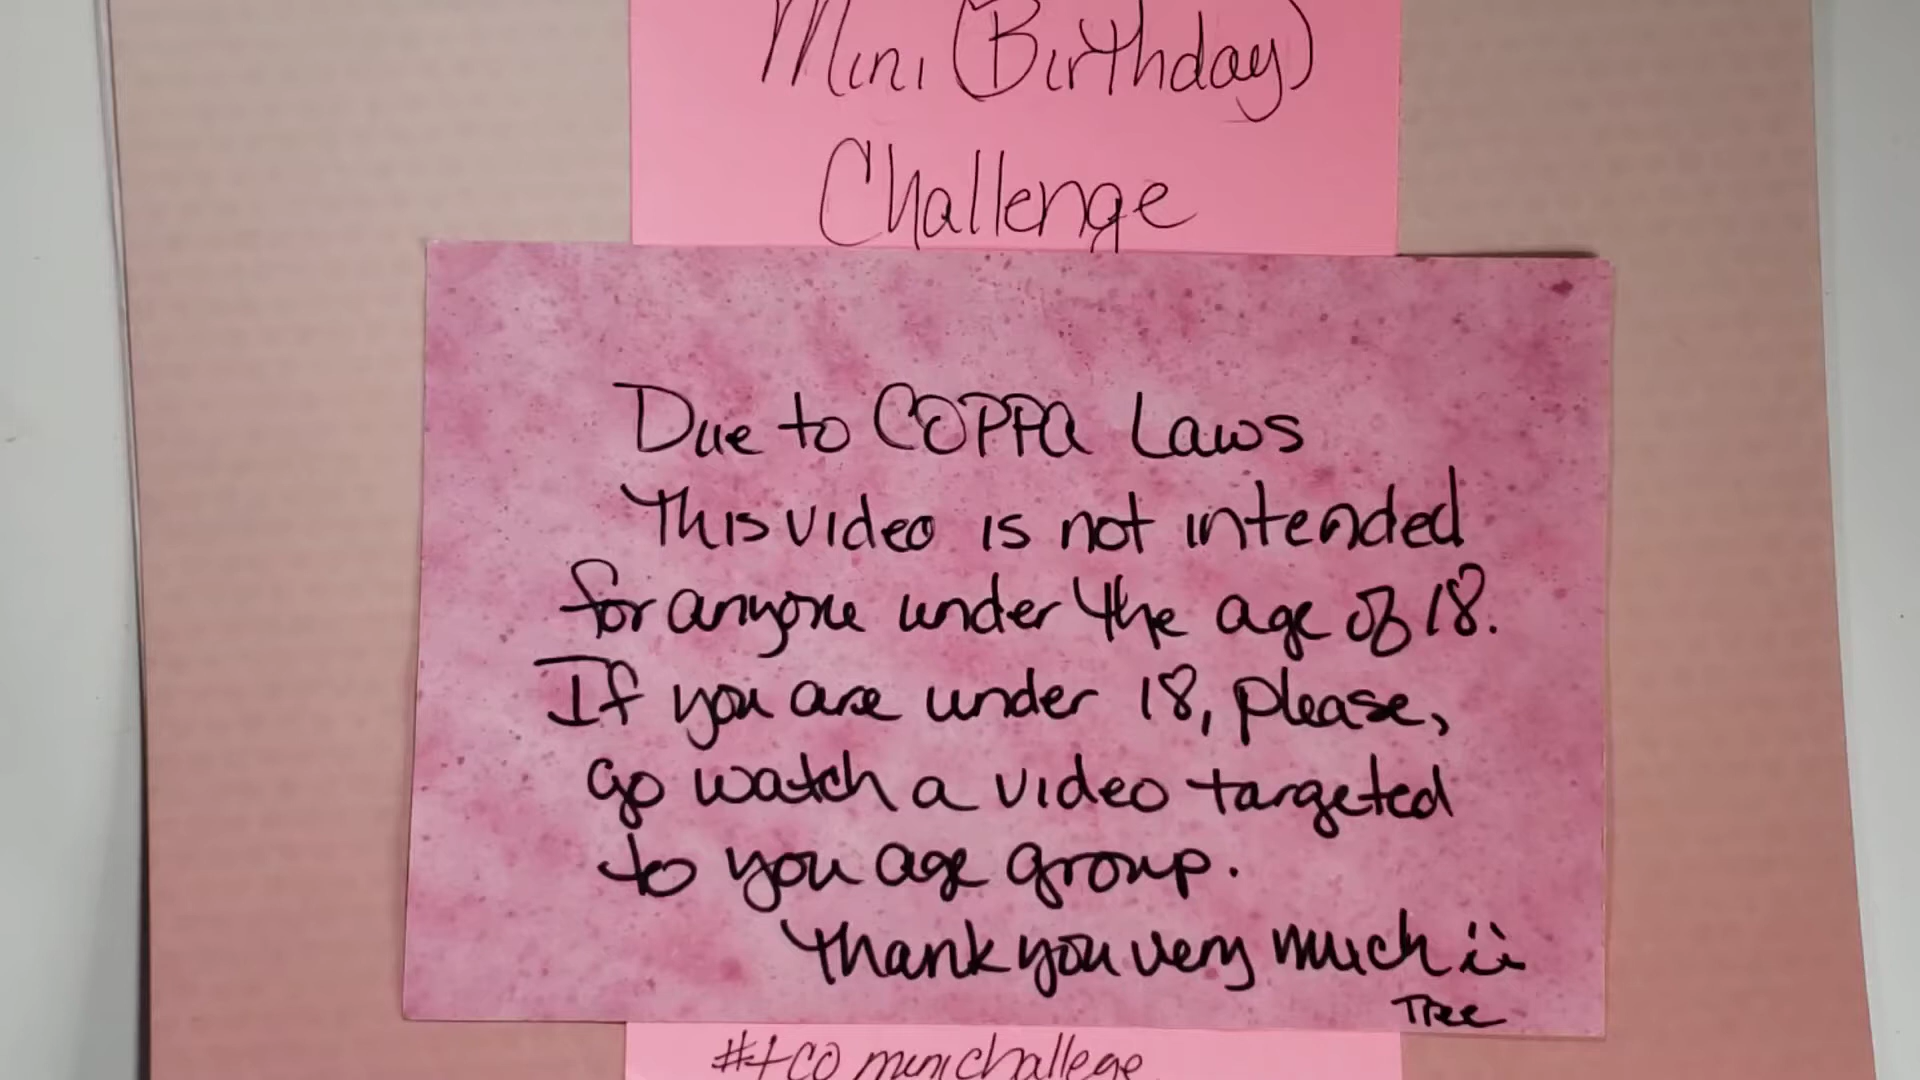 Mini (Birthday)
Challenge
Due to COPPA Laws
This video is not intended
for anyone under the age of 18.
If you are under 18, please,
go watch a video targeted
to you age group.
Thank you very much ü
Tree
#tco minichallege